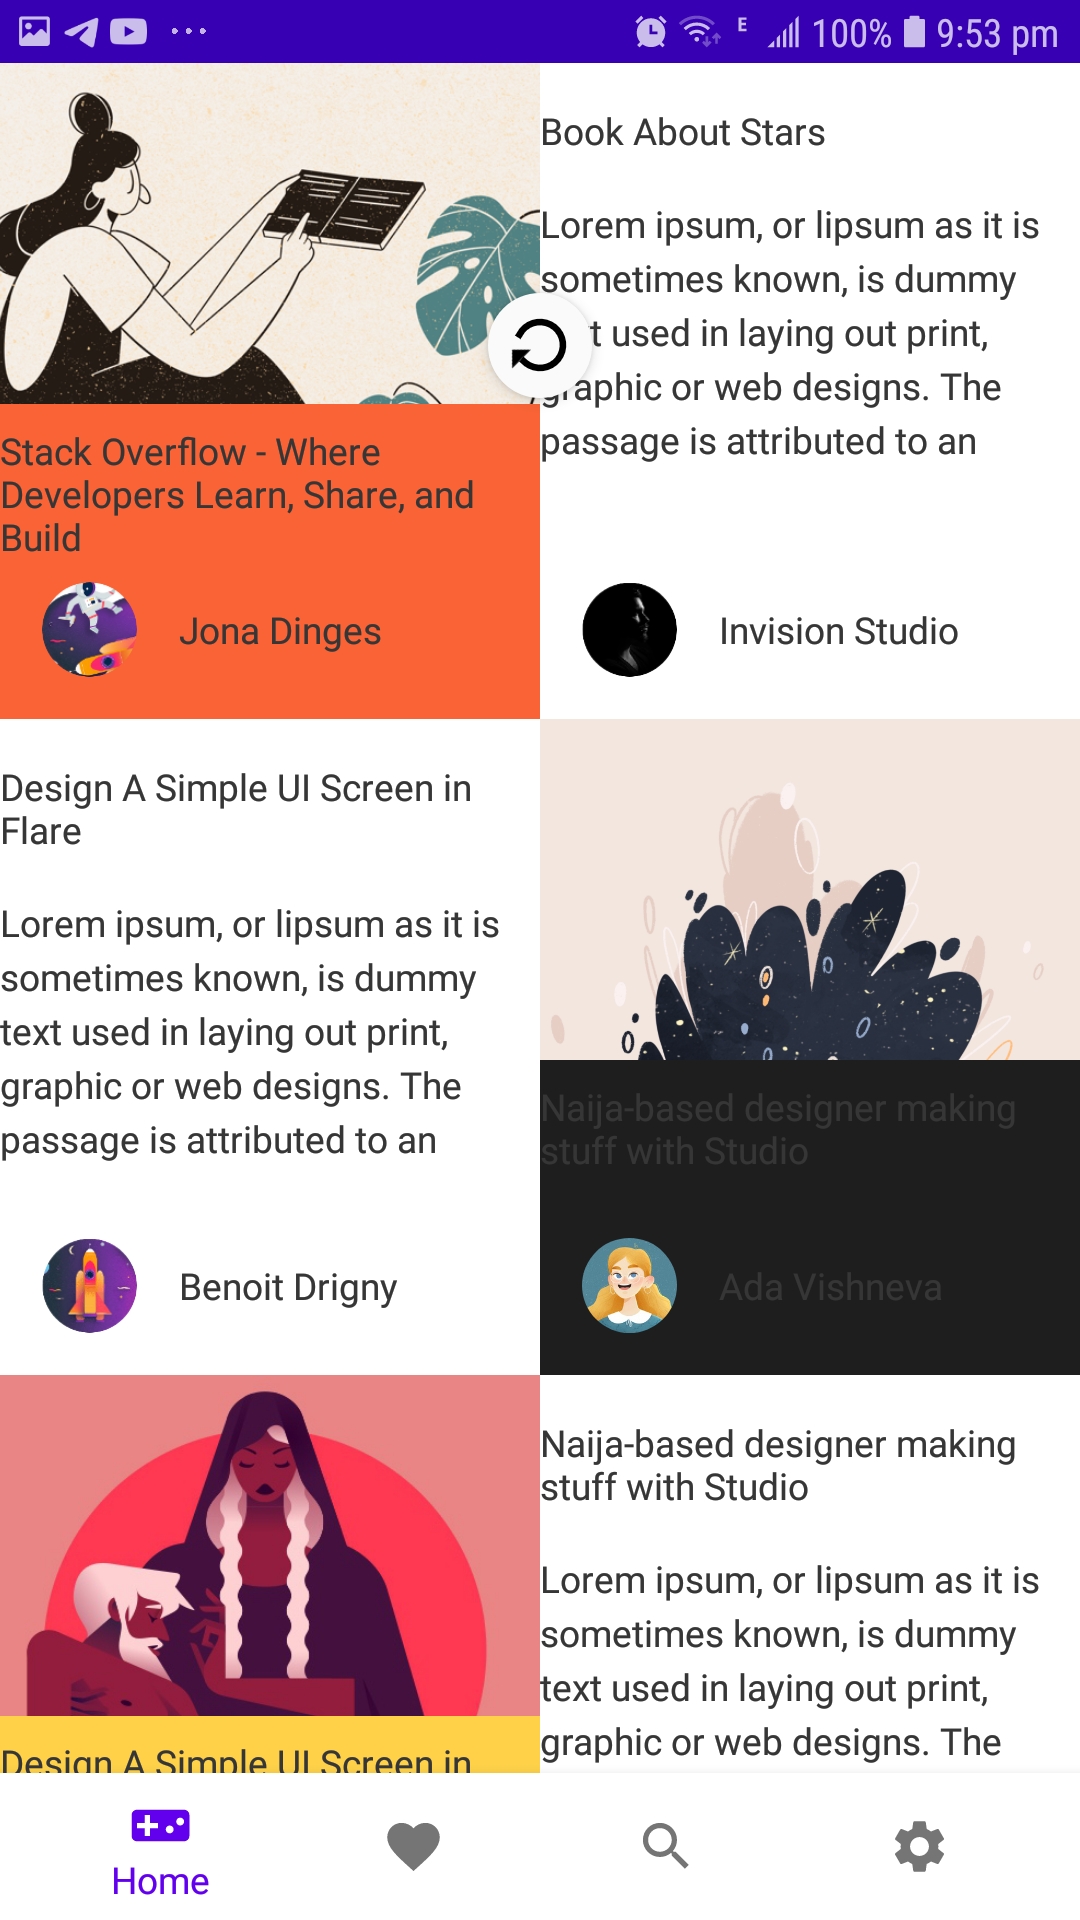 E 100% 9:53 pm
Book About Stars
Lorem ipsum, or lipsum as it is
sometimes known, is dummy
t used in laying out print,
graphic or web designs. The
passage is attributed to an
Stack Overflow - Where
Developers Learn, Share, and
Build
Jona Dinges
Invision Studio
Design A Simple UI Screen in
Flare
Lorem ipsum, or lipsum as it is
sometimes known, is dummy
text used in laying out print,
graphic or web designs. The
passage is attributed to an
Benoit Drigny
Naija-based designer making
stuff with Studio
Ada Vishneva
Design A Simple UI Screen in
Naija-based designer making
stuff with Studio
Lorem ipsum, or lipsum as it is
sometimes known, is dummy
text used in laying out print,
graphic or web designs. The
Home